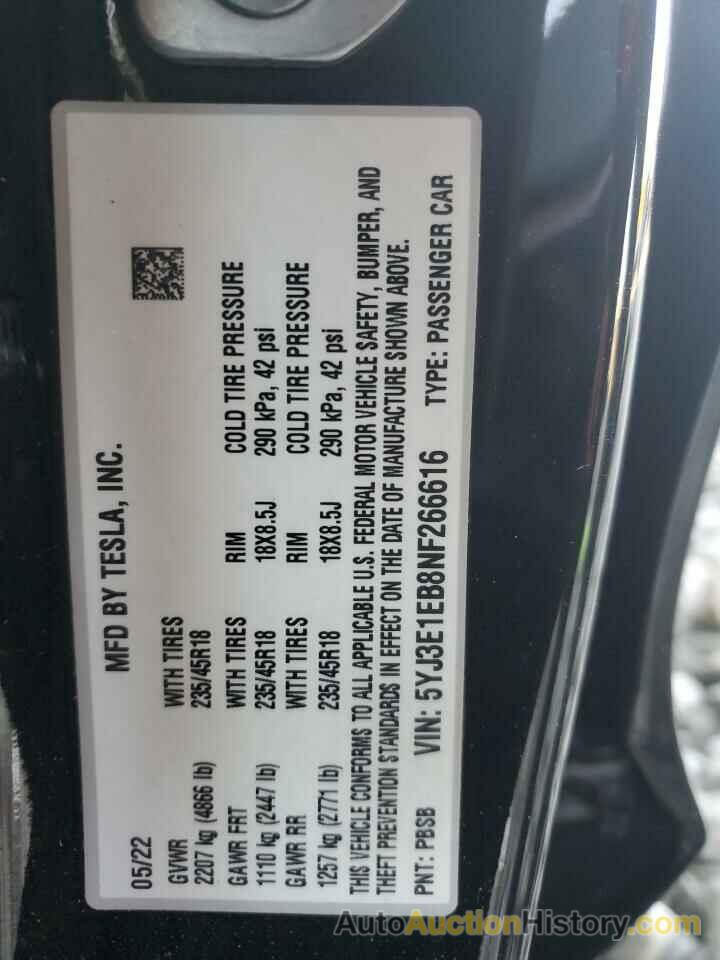 MFD BY TESLA, INC.
05/22
GVWR WITH TIRES
2207 kg (4866 lb) 235/45R18
GAWR FRT WITH TIRES RIM COLD TIRE PRESSURE
1110 kg (2447 lb) 235/45R18 18X8.5J 290 kPa, 42 psi
GAWR RR WITH TIRES RIM COLD TIRE PRESSURE
1257 kg (2771 lb) 235/45R18 18X8.5J 290 kPa, 42 psi
THIS VEHICLE CONFORMS TO ALL APPLICABLE U.S. FEDERAL MOTOR VEHICLE SAFETY, BUMPER, AND
THEFT PREVENTION STANDARDS IN EFFECT ON THE DATE OF MANUFACTURE SHOWN ABOVE.
PNT: PBSB VIN: 5YJ3E1EB8NF266616 TYPE: PASSENGER CAR
AutoAuctionHistory.com